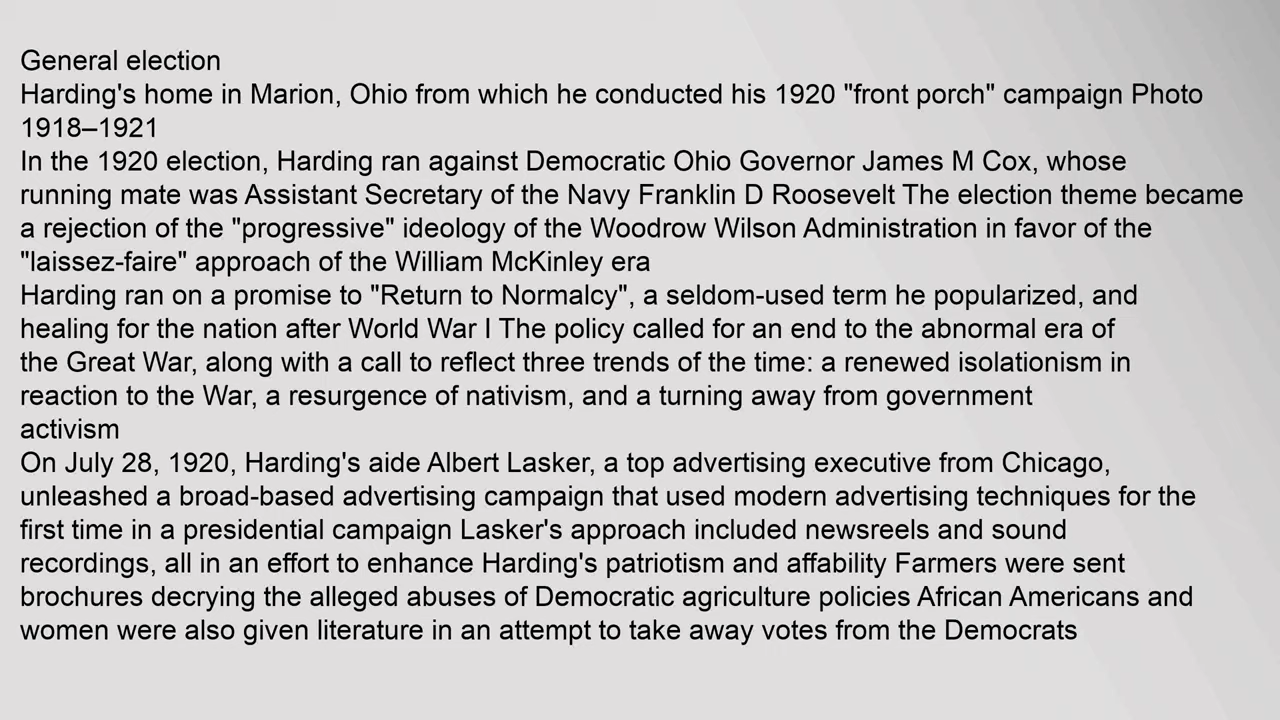 General election
Harding's home in Marion, Ohio from which he conducted his 1920 "front porch" campaign Photo
1918–1921
In the 1920 election, Harding ran against Democratic Ohio Governor James M Cox, whose
running mate was Assistant Secretary of the Navy Franklin D Roosevelt The election theme became
a rejection of the "progressive" ideology of the Woodrow Wilson Administration in favor of the
"laissez-faire" approach of the William McKinley era
Harding ran on a promise to "Return to Normalcy", a seldom-used term he popularized, and
healing for the nation after World War I The policy called for an end to the abnormal era of
the Great War, along with a call to reflect three trends of the time: a renewed isolationism in
reaction to the War, a resurgence of nativism, and a turning away from government
activism
On July 28, 1920, Harding's aide Albert Lasker, a top advertising executive from Chicago,
unleashed a broad-based advertising campaign that used modern advertising techniques for the
first time in a presidential campaign Lasker's approach included newsreels and sound
recordings, all in an effort to enhance Harding's patriotism and affability Farmers were sent
brochures decrying the alleged abuses of Democratic agriculture policies African Americans and
women were also given literature in an attempt to take away votes from the Democrats